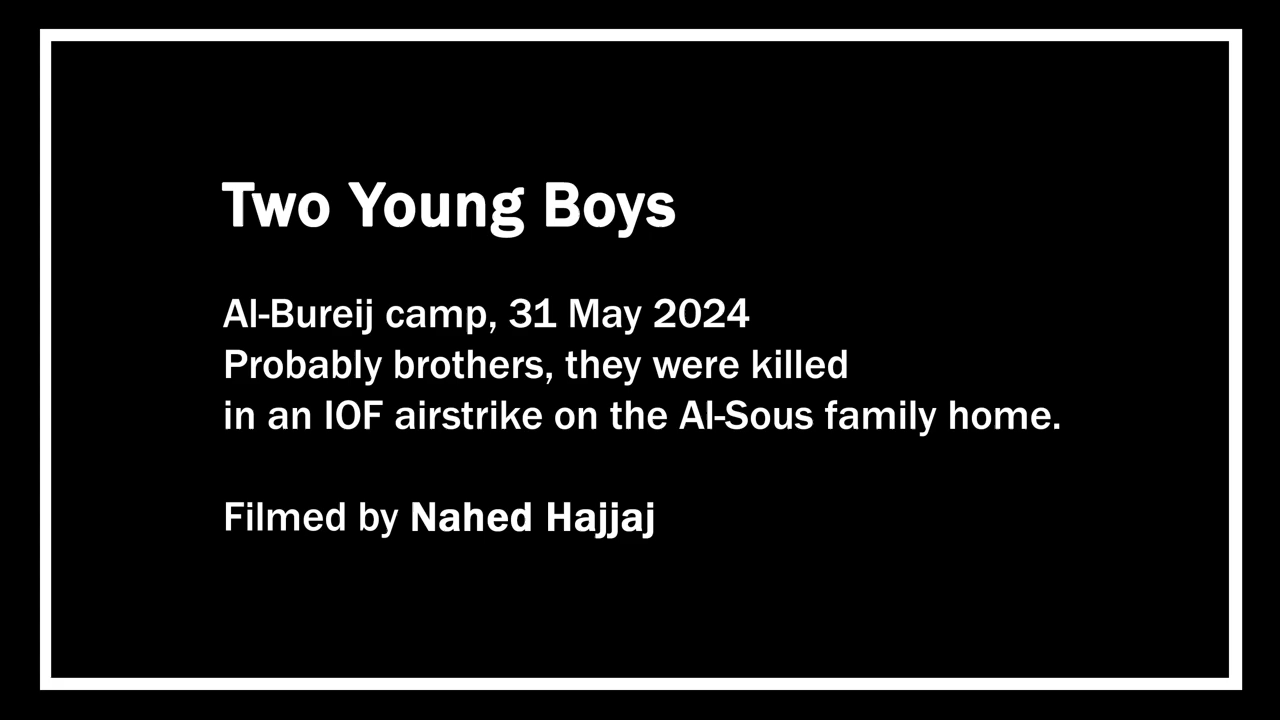 Two Young Boys
Al-Bureij camp, 31 May 2024
Probably brothers, they were killed
in an IOF airstrike on the Al-Sous family home.
Filmed by Nahed Hajjaj